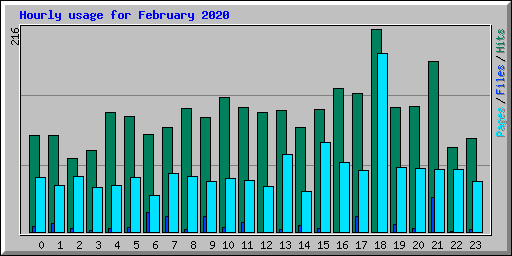 Hourly usage for February 2020
216
Pages/Files/Hits
0 1 2 3 4 5 6 7 8 9 10 11 12 13 14 15 16 17 18 19 20 21 22 23